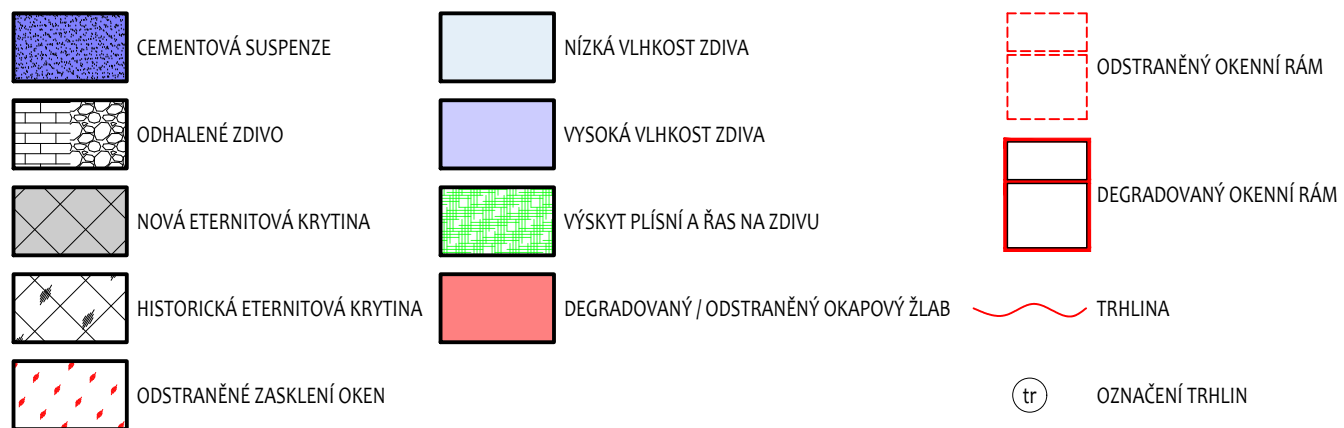 CEMENTOVÁ SUSPENZE
ODHALENÉ ZDIVO
NOVÁ ETERNITOVÁ KRYTINA
HISTORICKÁ ETERNITOVÁ KRYTINA
ODSTRANĚNÉ ZASKLENÍ OKEN
NÍZKÁ VLHKOST ZDIVA
VYSOKÁ VLHKOST ZDIVA
VÝSKYT PLÍSNÍ A ŘAS NA ZDIVU
DEGRADOVANÝ / ODSTRANĚNÝ OKAPOVÝ ŽLAB
ODSTRANĚNÝ OKENNÍ RÁM
DEGRADOVANÝ OKENNÍ RÁM
TRHLINA
tr OZNAČENÍ TRHLIN